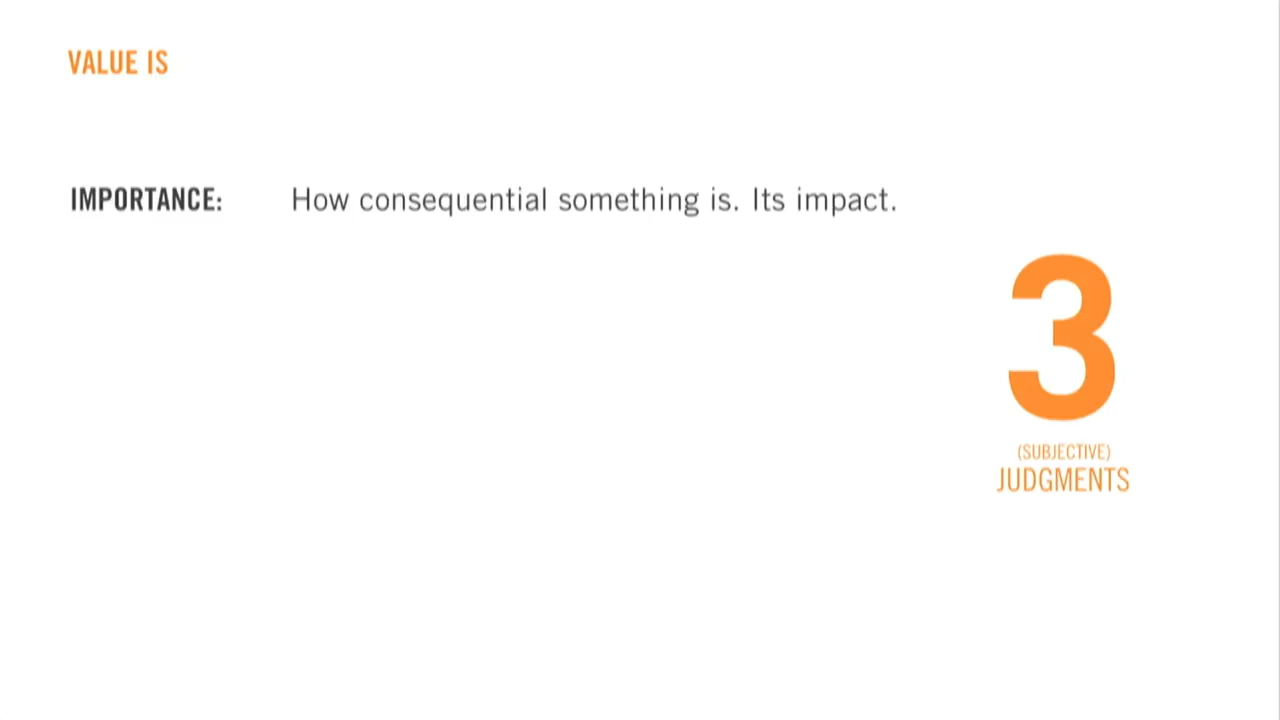 VALUE IS
IMPORTANCE: How consequential something is. Its impact.
3
(SUBJECTIVE)
JUDGMENTS